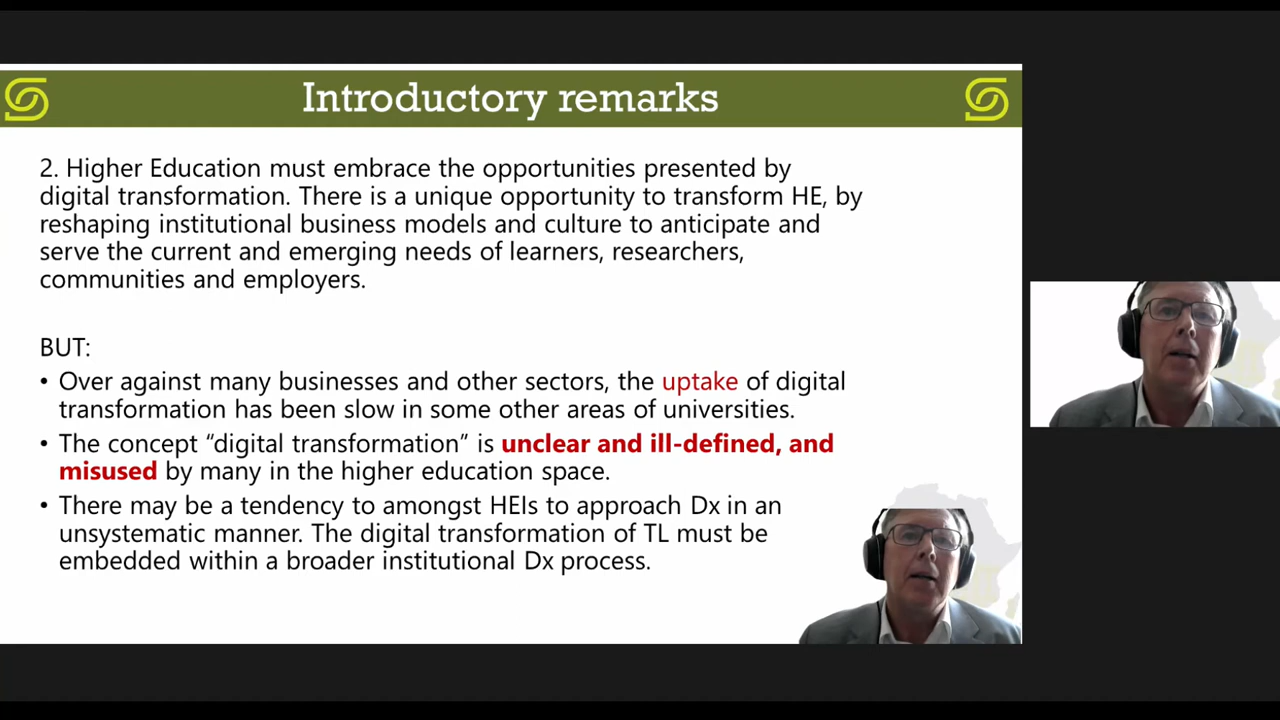 Introductory remarks
2. Higher Education must embrace the opportunities presented by
digital transformation. There is a unique opportunity to transform HE, by
reshaping institutional business models and culture to anticipate and
serve the current and emerging needs of learners, researchers,
communities and employers.
BUT:
• Over against many businesses and other sectors, the uptake of digital
transformation has been slow in some other areas of universities.
• The concept “digital transformation” is unclear and ill-defined, and
misused by many in the higher education space.
• There may be a tendency to amongst HEIs to approach Dx in an
unsystematic manner. The digital transformation of TL must be
embedded within a broader institutional Dx process.